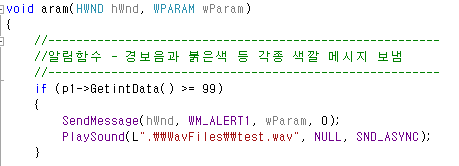 void aram(HWND hWnd, WPARAM wParam)
{
//---------------------------------------------------
//알림함수 - 경보음과 붉은색 등 각종 색깔 메시지 보냄
//---------------------------------------------------
if (p1->GetintData() >= 99)
{
SendMessage(hWnd, WM_ALERT1, wParam, 0);
PlaySound(L".₩₩WavFiles₩₩test.wav", NULL, SND_ASYNC);
}